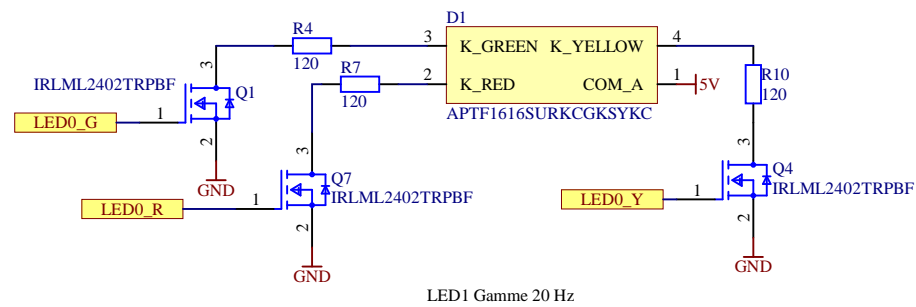 D1
R4
3
K_GREEN
K_YELLOW
4
120
R7
2
K_RED
COM_A
1
5V
R10
120
120
APTF1616SURKCGKSYKC
IRLML2402TRPBF
3
Q1
LED0_G
1
2
GND
3
Q7
IRLML2402TRPBF
LED0_R
1
2
GND
3
Q4
IRLML2402TRPBF
LED0_Y
1
2
GND
LED1 Gamme 20 Hz